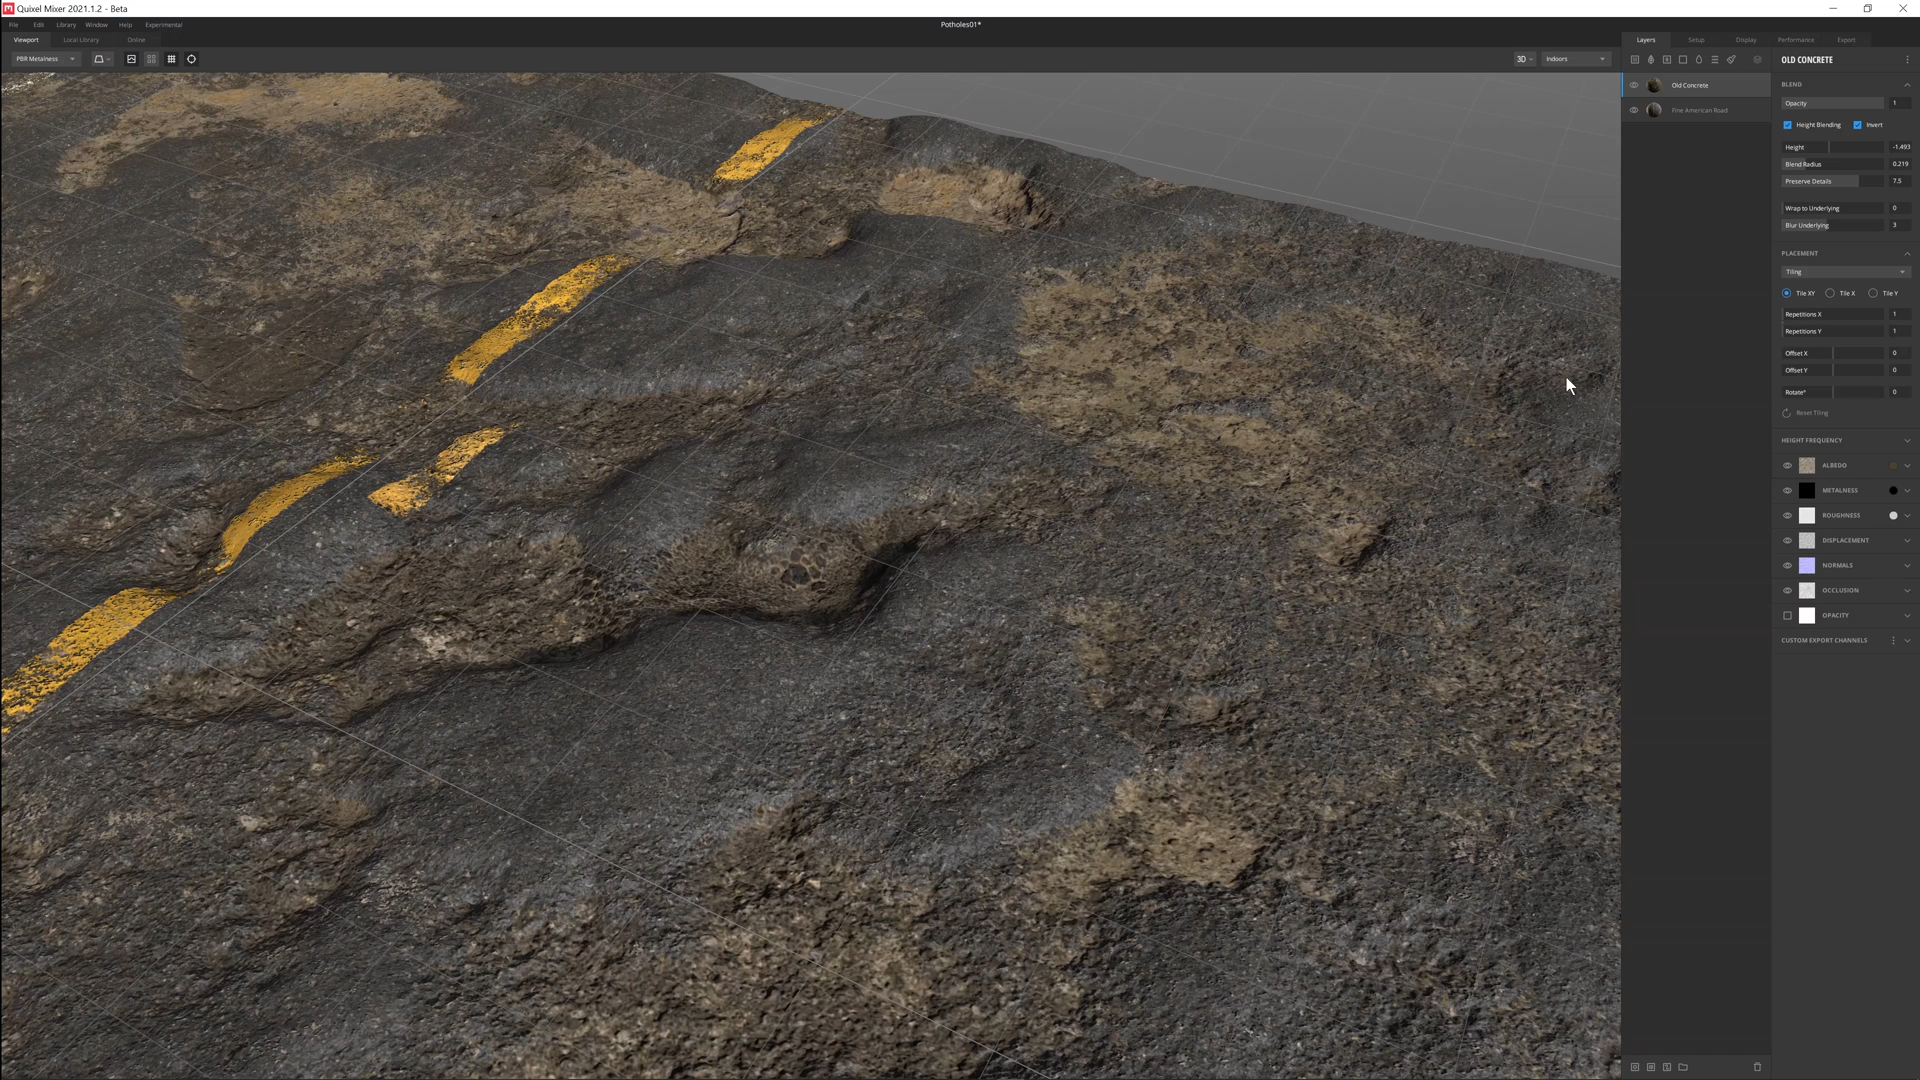 Quixel Mixer 2021.1.2 - Beta
File Edit Library Window Help Experimental
Potholes01*
Viewport Local Library Online
Layers Setup Display Performance Export
PBR Metalness
3D
Indoors
OLD CONCRETE
Old Concrete
Fine American Road
BLEND
Opacity 1
Height Blending Invert
Height -1.493
Blend Radius 0.219
Preserve Details 7.5
Wrap to Underlying 0
Blur Underlying 3
PLACEMENT
Tiling
Tile XY Tile X Tile Y
Repetitions X 1
Repetitions Y 1
Offset X 0
Offset Y 0
Rotate° 0
Reset Tiling
HEIGHT FREQUENCY
ALBEDO
METALNESS
ROUGHNESS
DISPLACEMENT
NORMALS
OCCLUSION
OPACITY
CUSTOM EXPORT CHANNELS